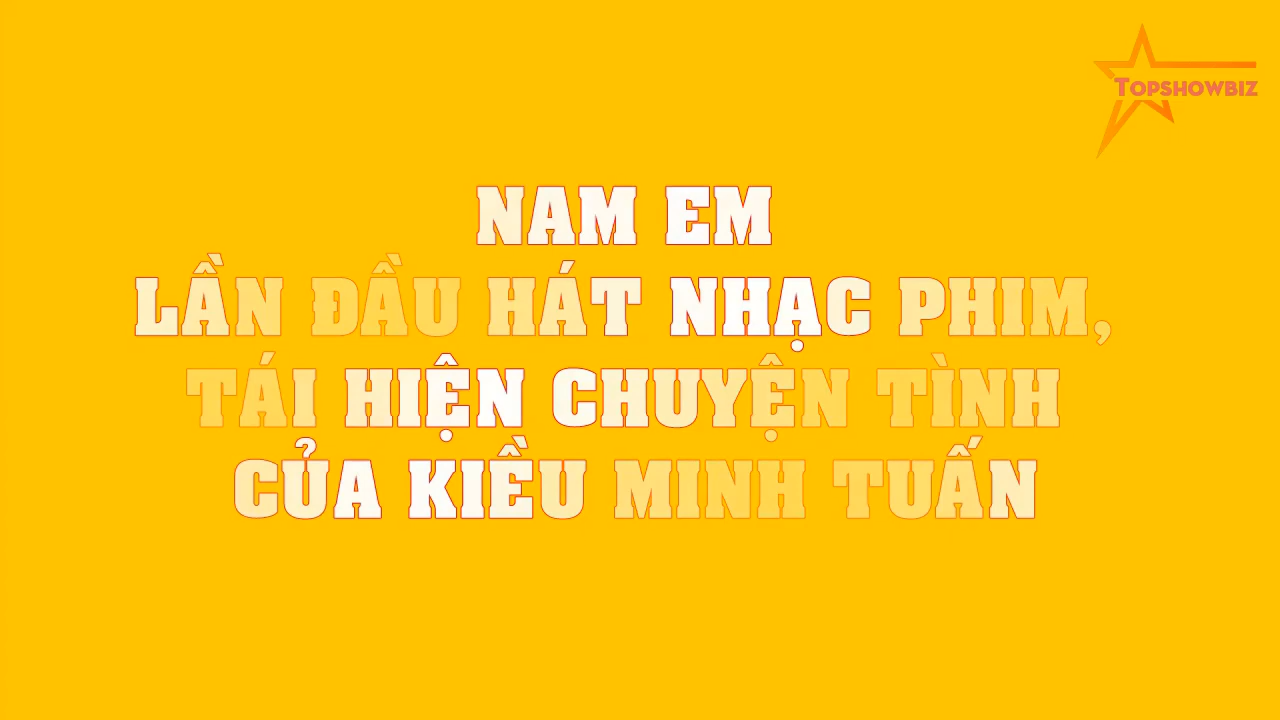 TOPSHOWBIZ
NAM EM
LẦN ĐẦU HÁT NHẠC PHIM,
TÁI HIỆN CHUYỆN TÌNH
CỦA KIỀU MINH TUẤN